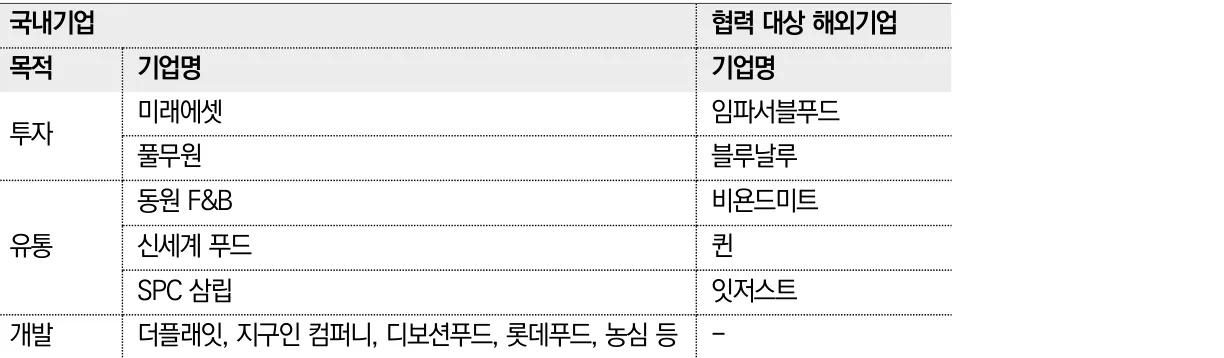 국내기업 협력 대상 해외기업
목적 기업명 기업명
투자 미래에셋 임파서블푸드
풀무원 블루날루
유통 동원 F&B 비욘드미트
신세계 푸드 퀸
SPC 삼립 잇저스트
개발 더플래잇, 지구인 컴퍼니, 디보션푸드, 롯데푸드, 농심 등 -